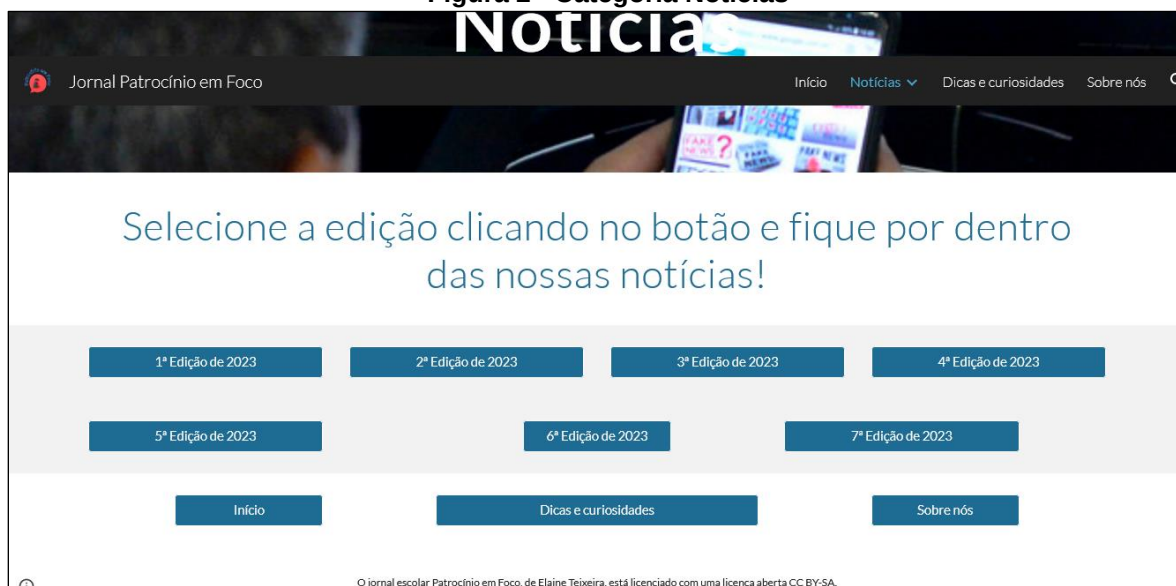 Figura 2 - Categoria Notícias
Notícias
Jornal Patrocínio em Foco
Início
Notícias
Dicas e curiosidades
Sobre nós
FAKE NEWS
?
FAKE NEWS
Selecione a edição clicando no botão e fique por dentro
das nossas notícias!
1ª Edição de 2023
2ª Edição de 2023
3ª Edição de 2023
4ª Edição de 2023
5ª Edição de 2023
6ª Edição de 2023
7ª Edição de 2023
Início
Dicas e curiosidades
Sobre nós
O jornal escolar Patrocínio em Foco, de Elaine Teixeira, está licenciado com uma licença aberta CC BY-SA.